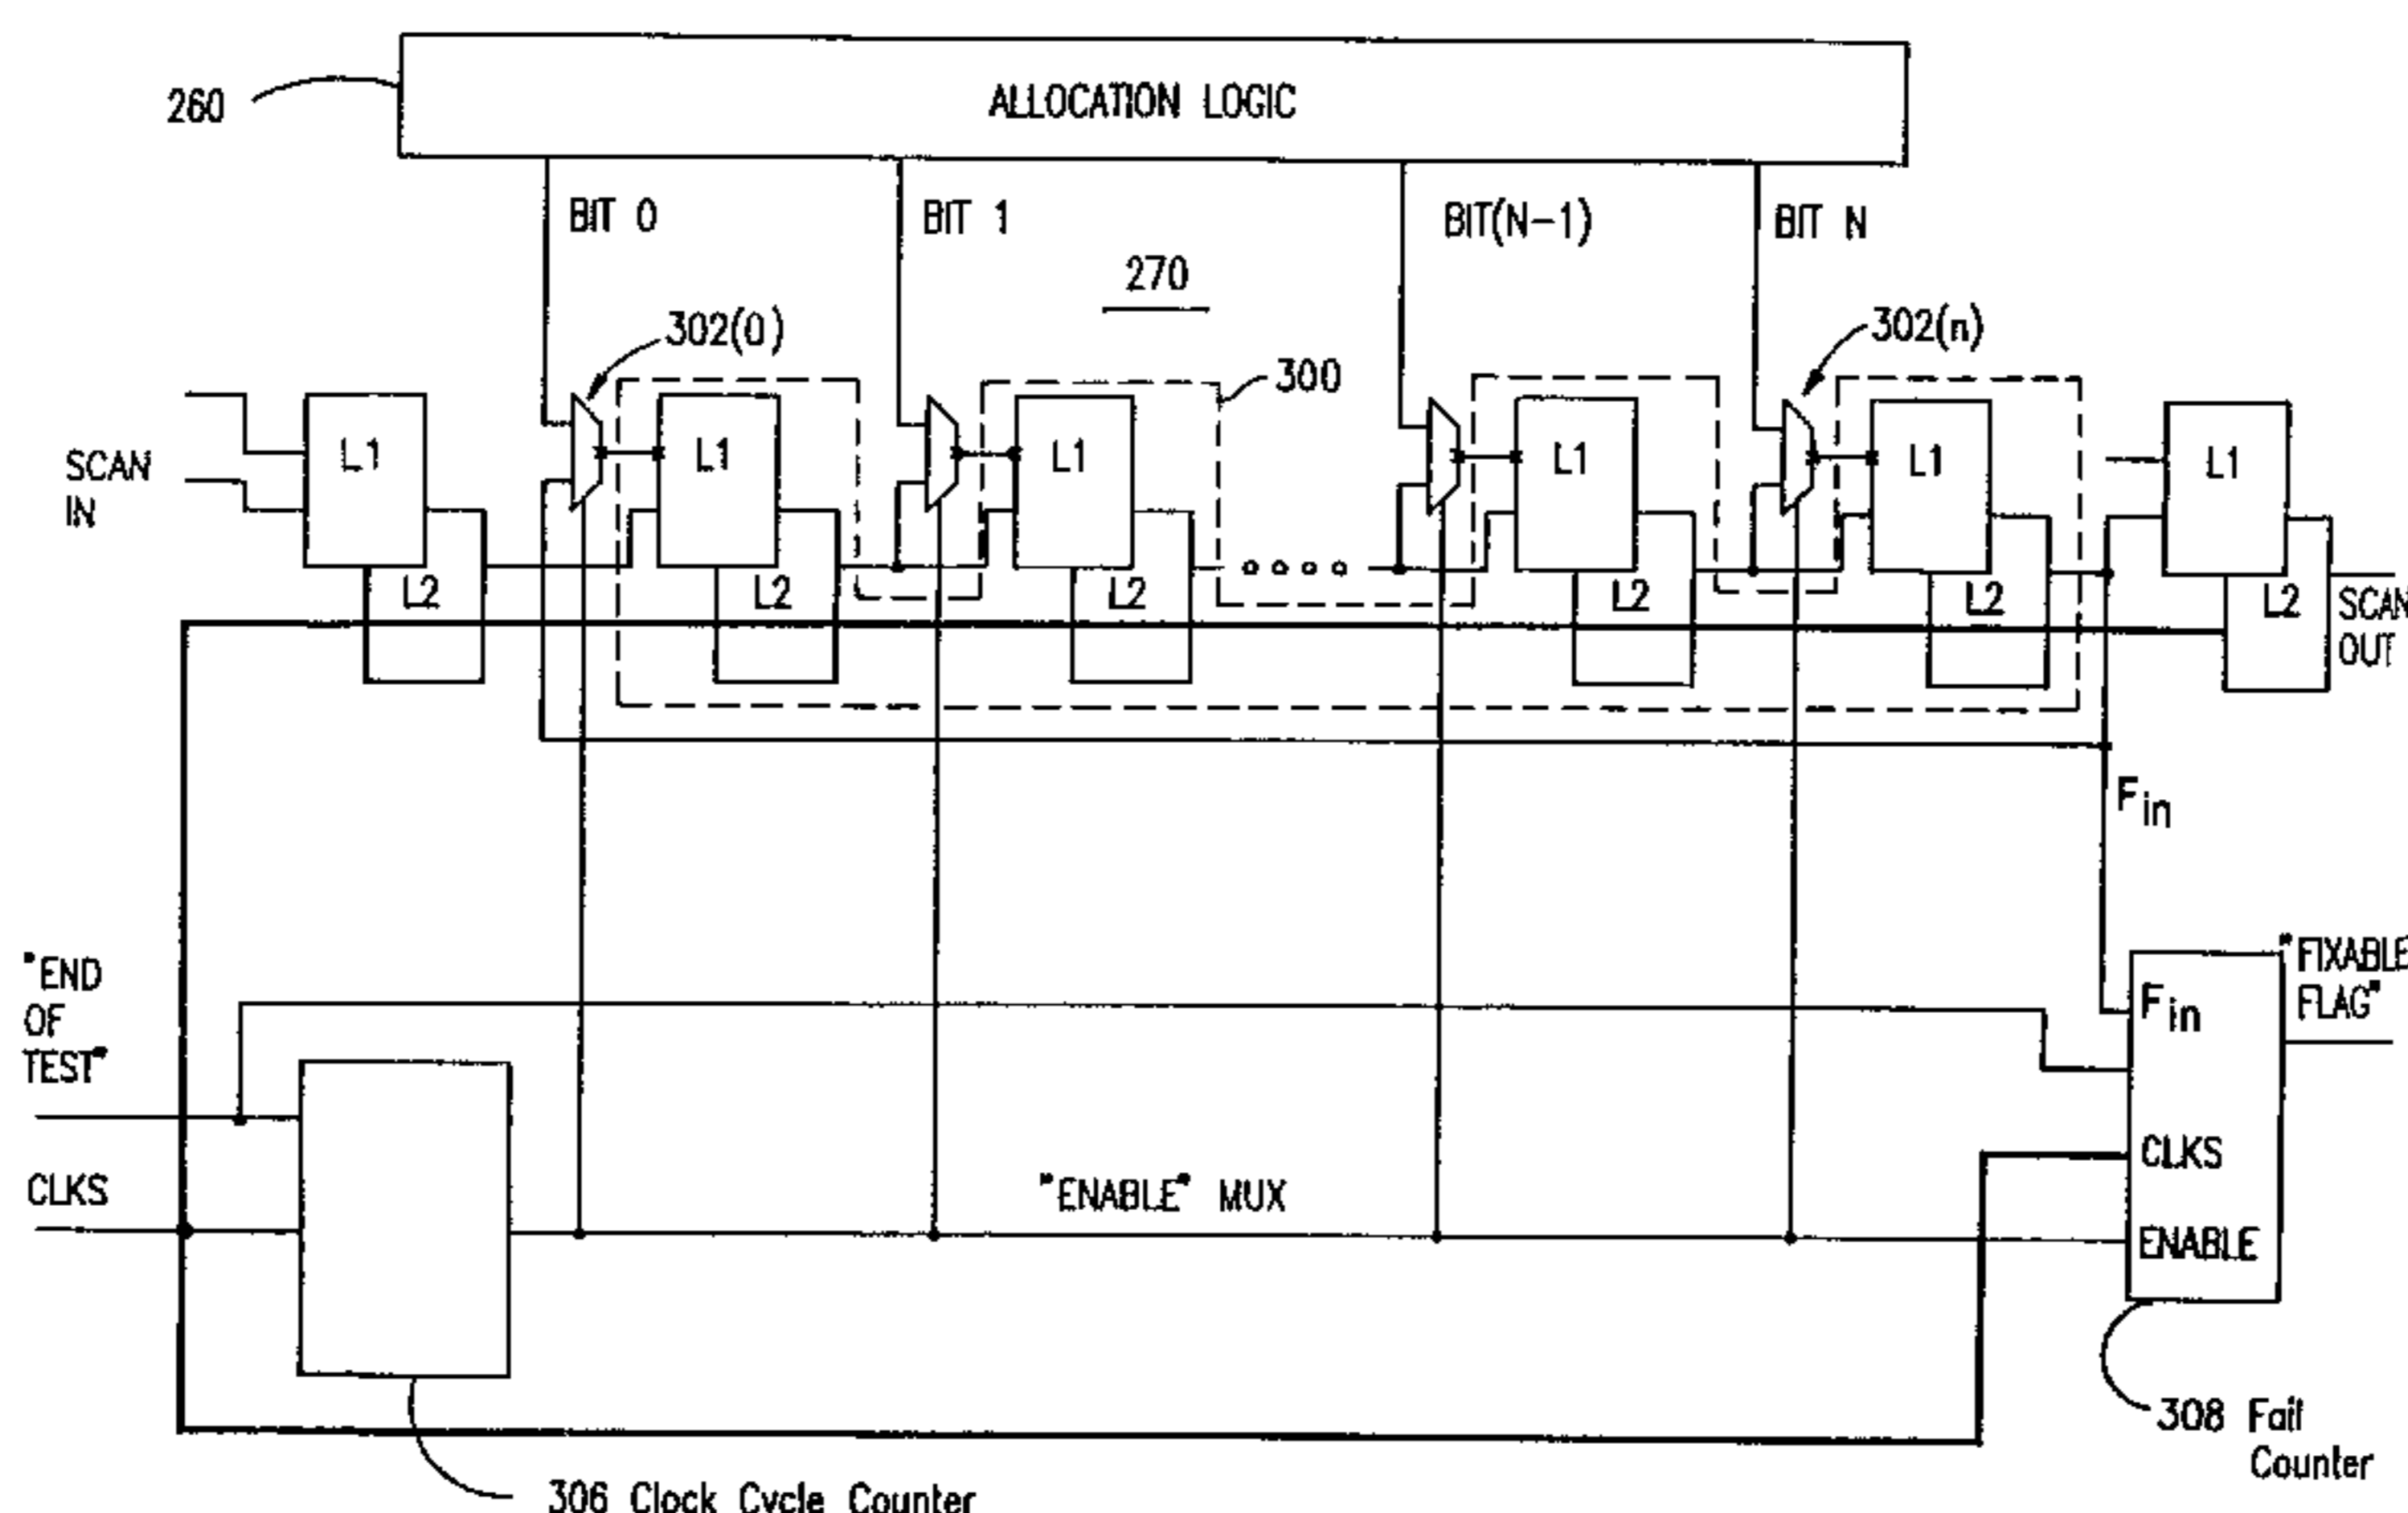 260
ALLOCATION LOGIC
BIT 0
BIT 1
BIT(N-1)
BIT N
270
302(0)
302(n)
300
SCAN
IN
L1
L1
L1
L1
L1
L1
L2
L2
L2
L2
L2
L2
SCAN
OUT
Fin
"END
OF
TEST"
"FIXABLE
FLAG"
Fin
CLKS
CLKS
"ENABLE" MUX
ENABLE
308 Fail
Counter
306 Clock Cycle Counter